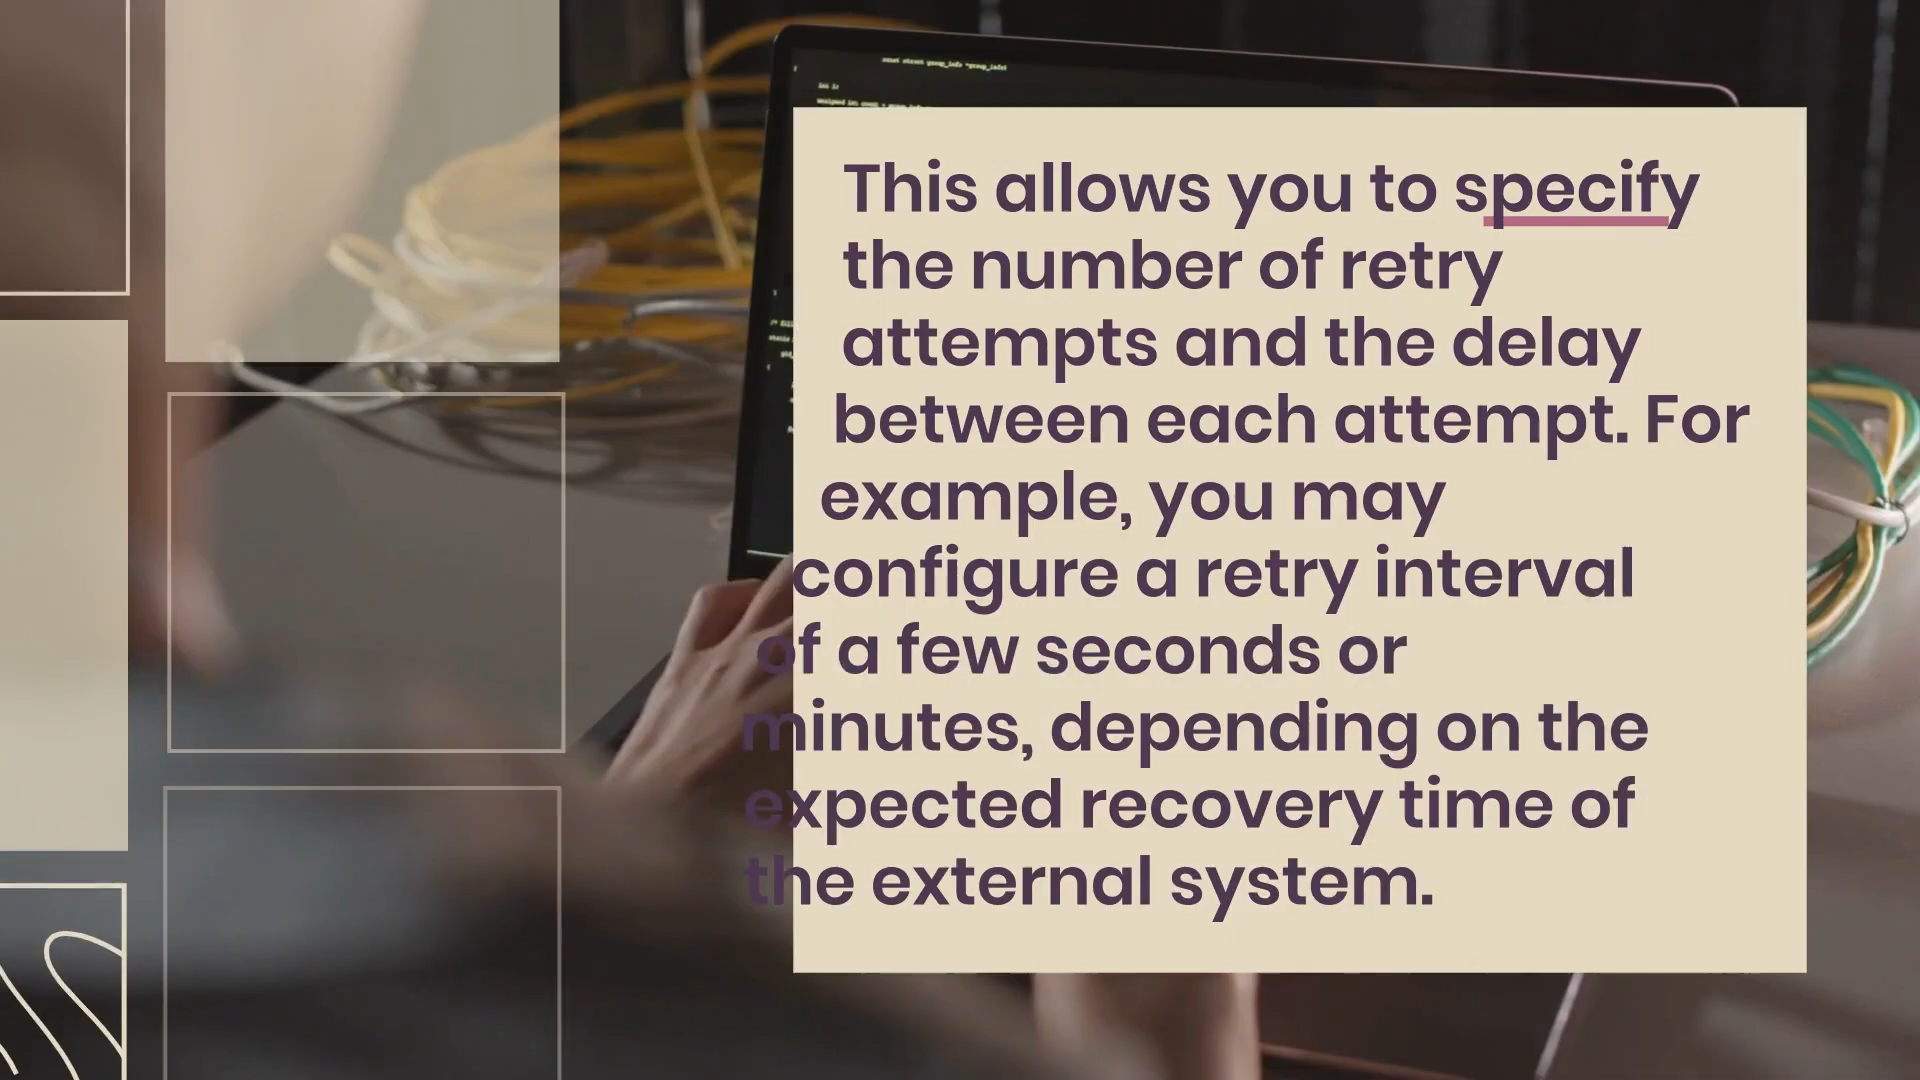 This allows you to specify
the number of retry
attempts and the delay
between each attempt. For
example, you may
configure a retry interval
of a few seconds or
minutes, depending on the
expected recovery time of
the external system.